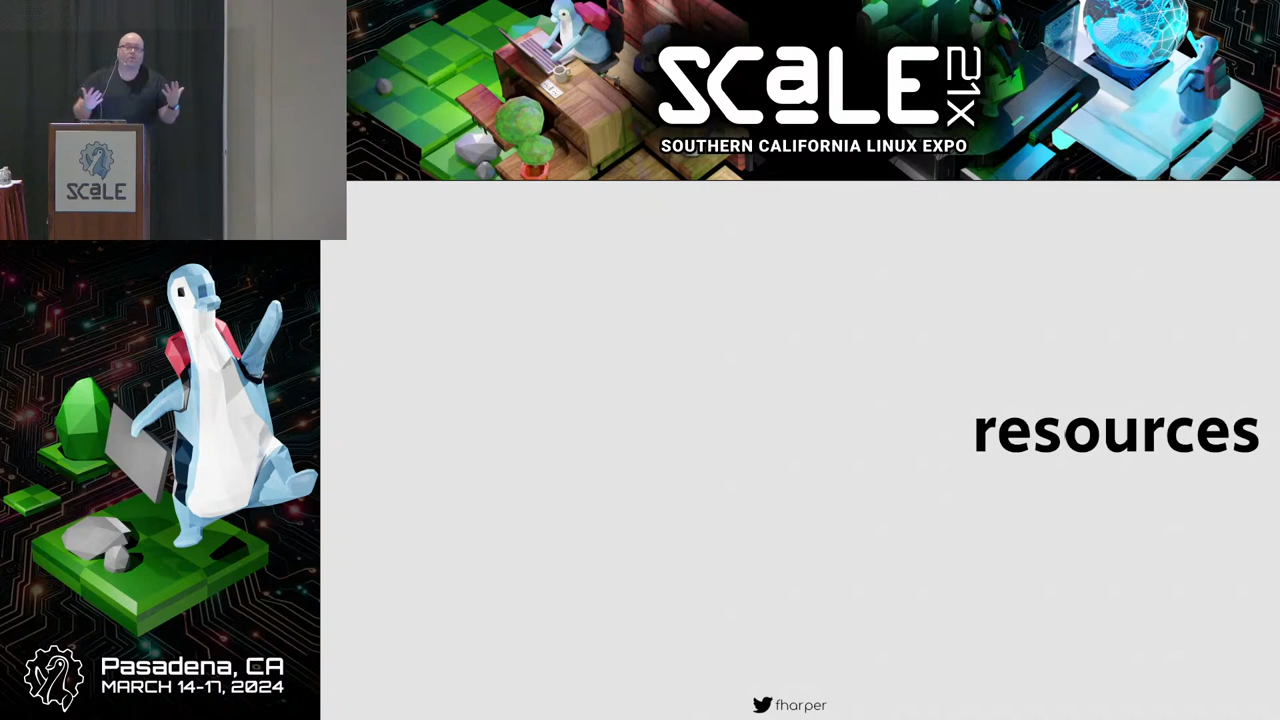 SCaLE
SCaLE 21X
SOUTHERN CALIFORNIA LINUX EXPO
resources
Pasadena, CA
MARCH 14-17, 2024
fharper